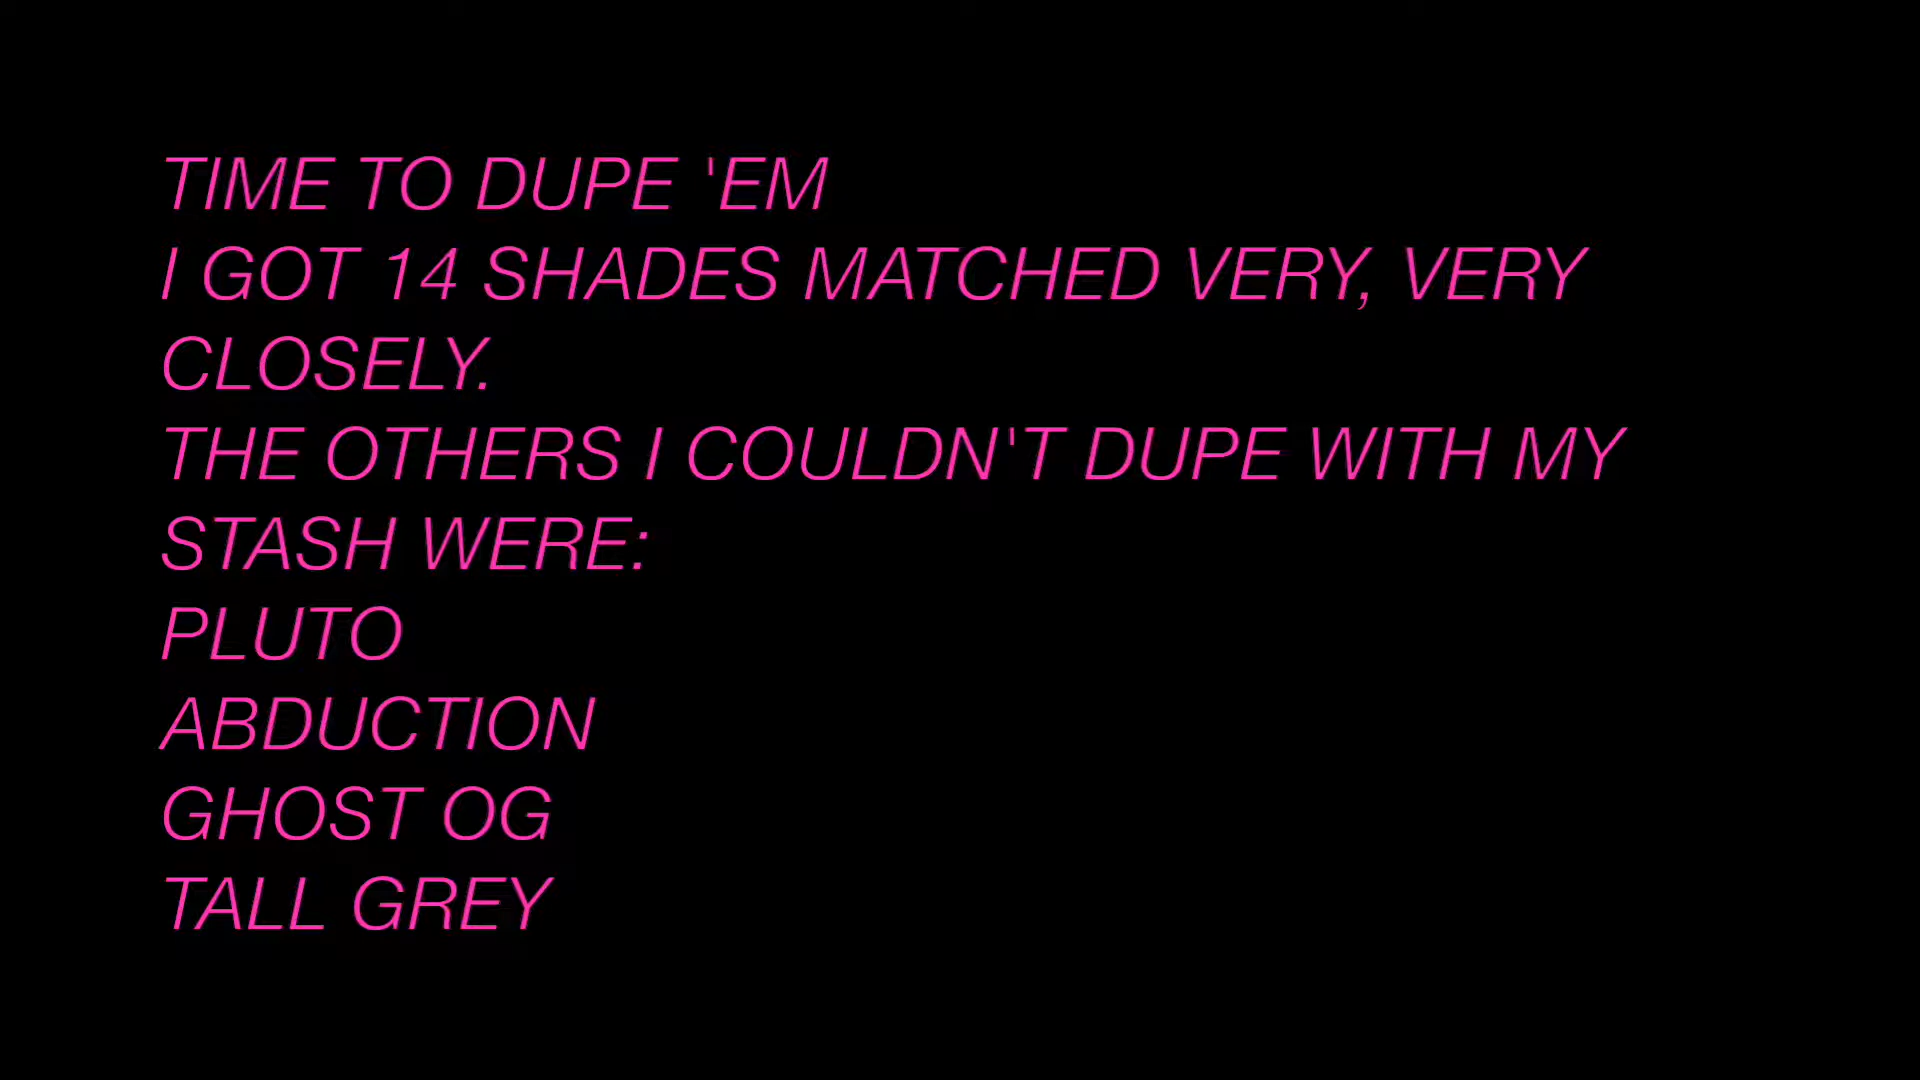 TIME TO DUPE 'EM
I GOT 14 SHADES MATCHED VERY, VERY
CLOSELY.
THE OTHERS I COULDN'T DUPE WITH MY
STASH WERE:
PLUTO
ABDUCTION
GHOST OG
TALL GREY